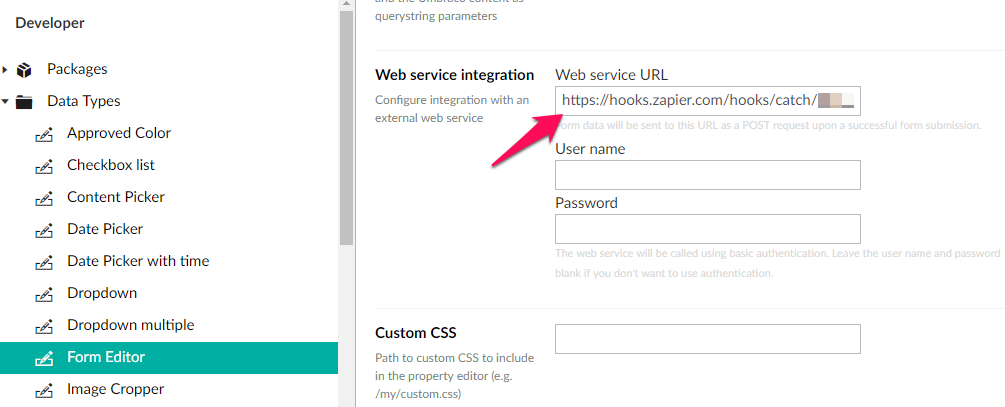 Developer
Packages
Data Types
Approved Color
Checkbox list
Content Picker
Date Picker
Date Picker with time
Dropdown
Dropdown multiple
Form Editor
Image Cropper
and the Umbraco content as
querystring parameters
Web service integration
Configure integration with an
external web service
Web service URL
https://hooks.zapier.com/hooks/catch/
Form data will be sent to this URL as a POST request upon a successful form submission.
User name
Password
The web service will be called using basic authentication. Leave the user name and password
blank if you don't want to use authentication.
Custom CSS
Path to custom CSS to include
in the property editor (e.g.
/my/custom.css)